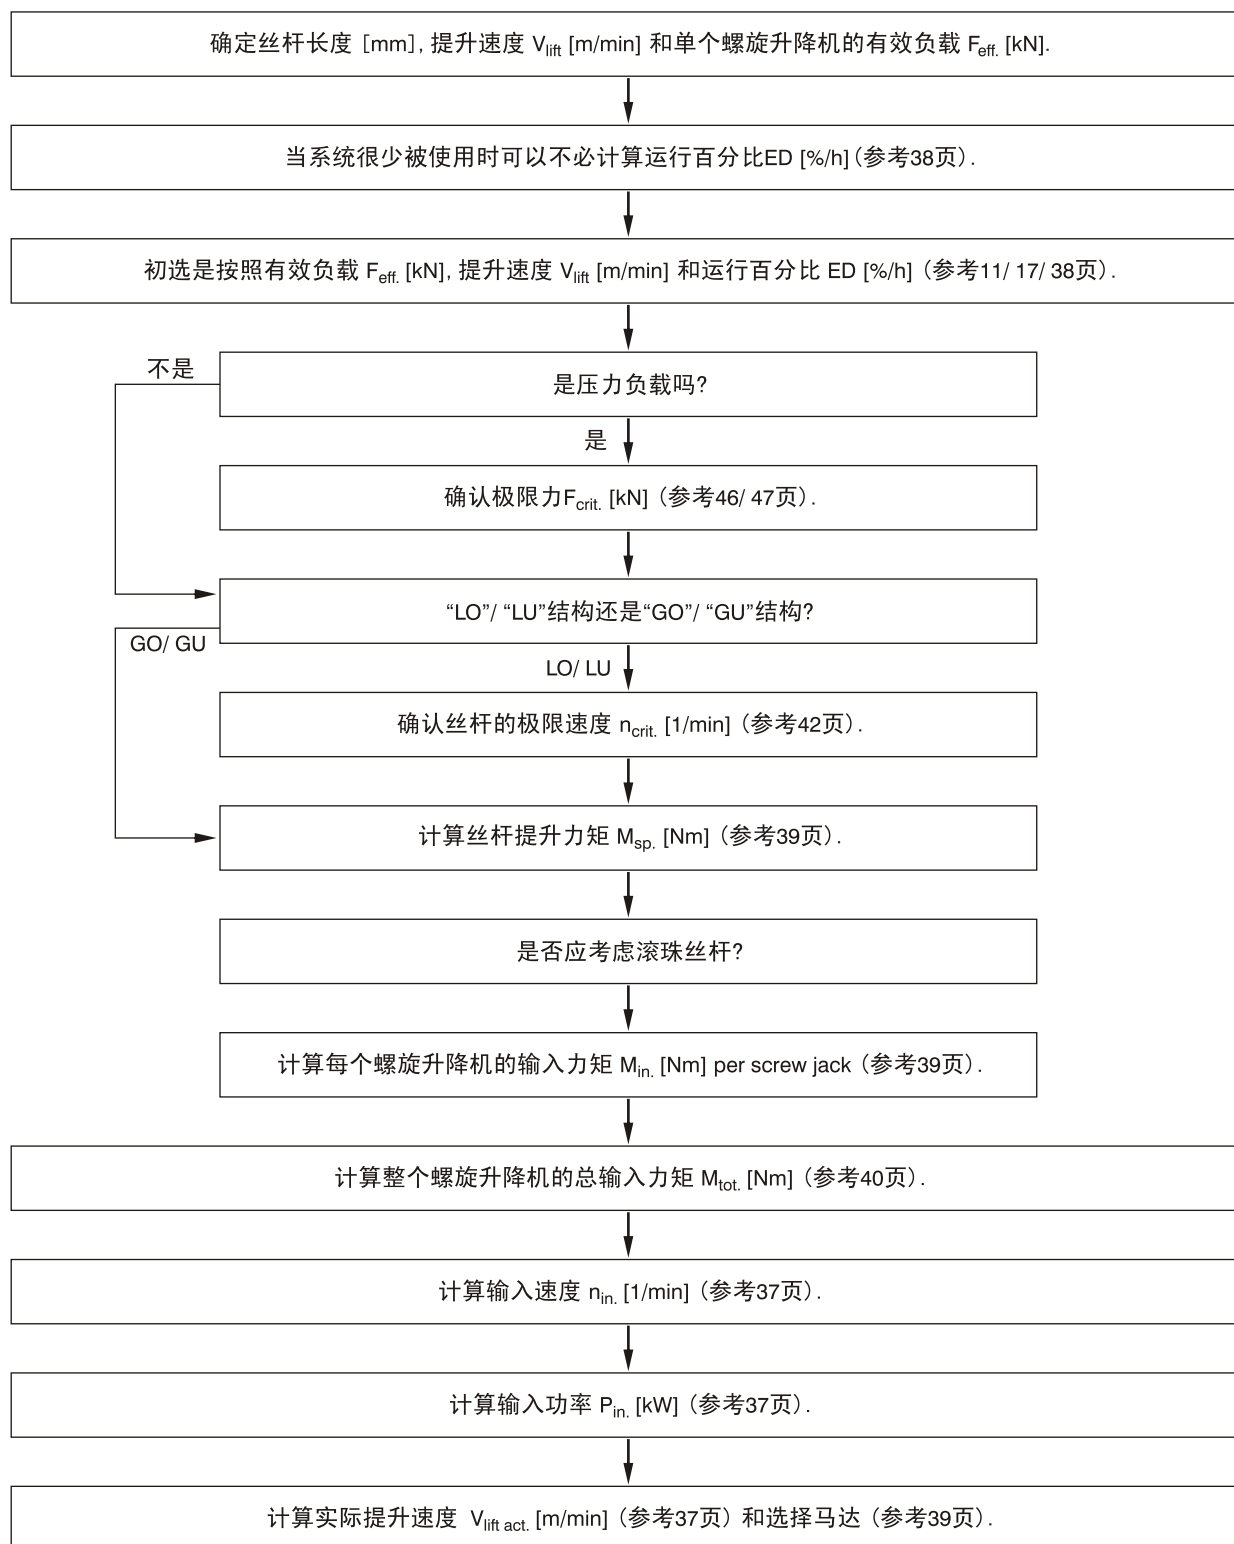 确定丝杆长度 [mm], 提升速度 Vlift [m/min] 和单个螺旋升降机的有效负载 Feff. [kN].
当系统很少被使用时可以不必计算运行百分比ED [%/h] (参考38页).
初选是按照有效负载 Feff. [kN], 提升速度 Vlift [m/min] 和运行百分比 ED [%/h] (参考11/ 17/ 38页).
不是
是压力负载吗?
是
确认极限力Fcrit. [kN] (参考46/ 47页).
“LO”/ “LU”结构还是“GO”/ “GU”结构?
GO/ GU
LO/ LU
确认丝杆的极限速度 ncrit. [1/min] (参考42页).
计算丝杆提升力矩 Msp. [Nm] (参考39页).
是否应考虑滚珠丝杆?
计算每个螺旋升降机的输入力矩 Min. [Nm] per screw jack (参考39页).
计算整个螺旋升降机的总输入力矩 Mtot. [Nm] (参考40页).
计算输入速度 nin. [1/min] (参考37页).
计算输入功率 Pin. [kW] (参考37页).
计算实际提升速度 Vlift act. [m/min] (参考37页) 和选择马达 (参考39页).